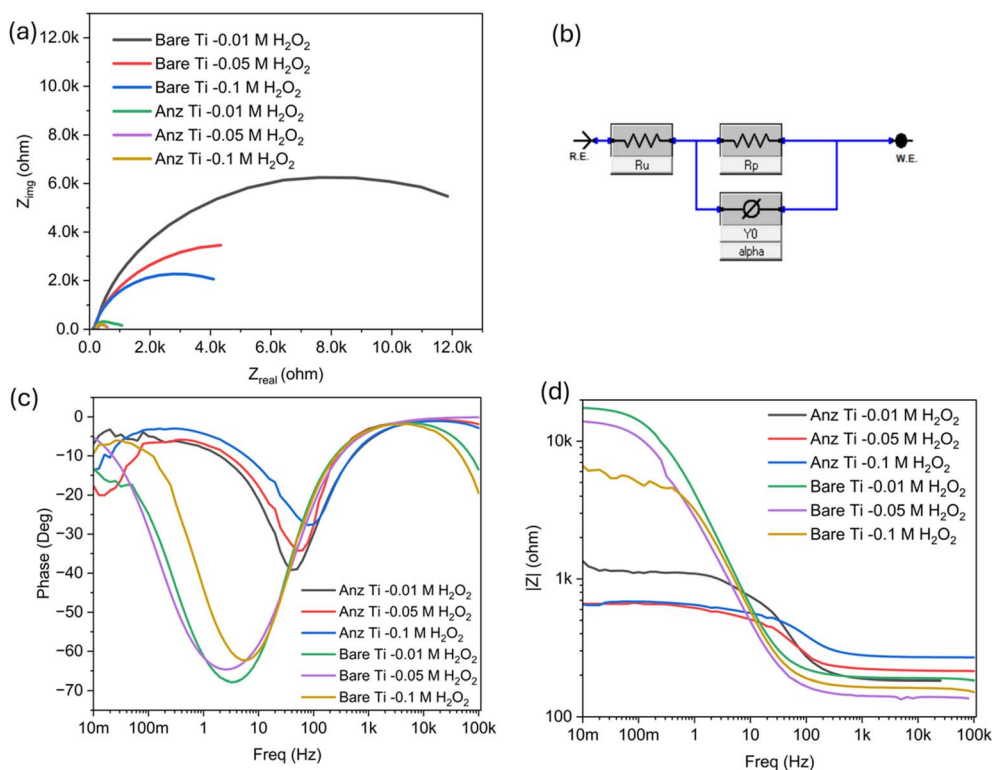 (a)
12.0k
10.0k
8.0k
6.0k
4.0k
2.0k
0.0
Z_img (ohm)
Bare Ti -0.01 M H₂O₂
Bare Ti -0.05 M H₂O₂
Bare Ti -0.1 M H₂O₂
Anz Ti -0.01 M H₂O₂
Anz Ti -0.05 M H₂O₂
Anz Ti -0.1 M H₂O₂
0.0 2.0k 4.0k 6.0k 8.0k 10.0k 12.0k
Z_real (ohm)
(b)
R.E.
Ru
Rp
W.E.
Y0
alpha
(c)
0
-10
-20
-30
-40
-50
-60
-70
Phase (Deg)
Anz Ti -0.01 M H₂O₂
Anz Ti -0.05 M H₂O₂
Anz Ti -0.1 M H₂O₂
Bare Ti -0.01 M H₂O₂
Bare Ti -0.05 M H₂O₂
Bare Ti -0.1 M H₂O₂
10m 100m 1 10 100 1k 10k 100k
Freq (Hz)
(d)
10k
1k
100
|Z| (ohm)
Anz Ti -0.01 M H₂O₂
Anz Ti -0.05 M H₂O₂
Anz Ti -0.1 M H₂O₂
Bare Ti -0.01 M H₂O₂
Bare Ti -0.05 M H₂O₂
Bare Ti -0.1 M H₂O₂
10m 100m 1 10 100 1k 10k 100k
Freq (Hz)